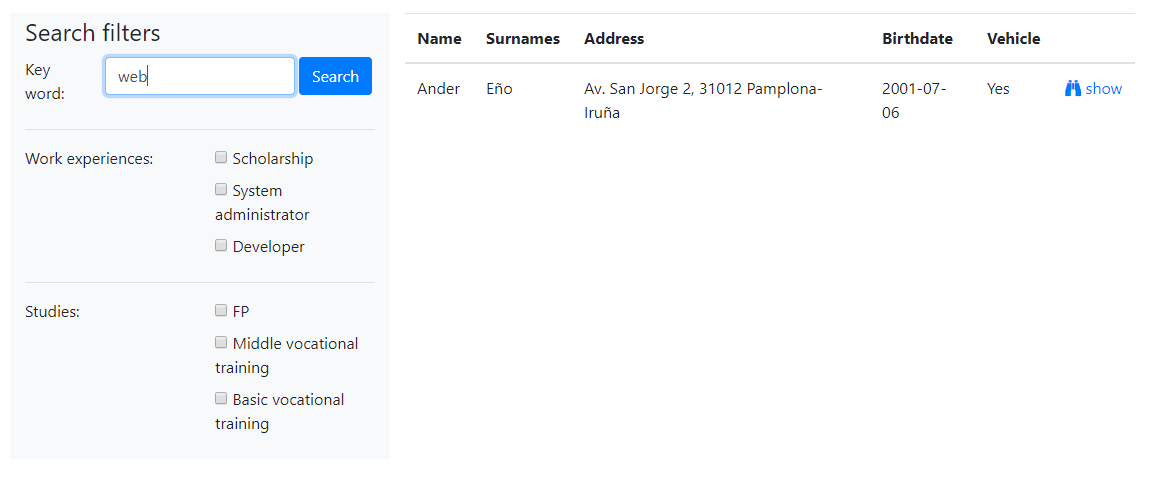 Search filters
Key
word:
web
Search
Work experiences:
Scholarship
System
administrator
Developer
Studies:
FP
Middle vocational
training
Basic vocational
training
Name Surnames Address Birthdate Vehicle
Ander Eño Av. San Jorge 2, 31012 Pamplona- 2001-07- Yes show
Iruña 06